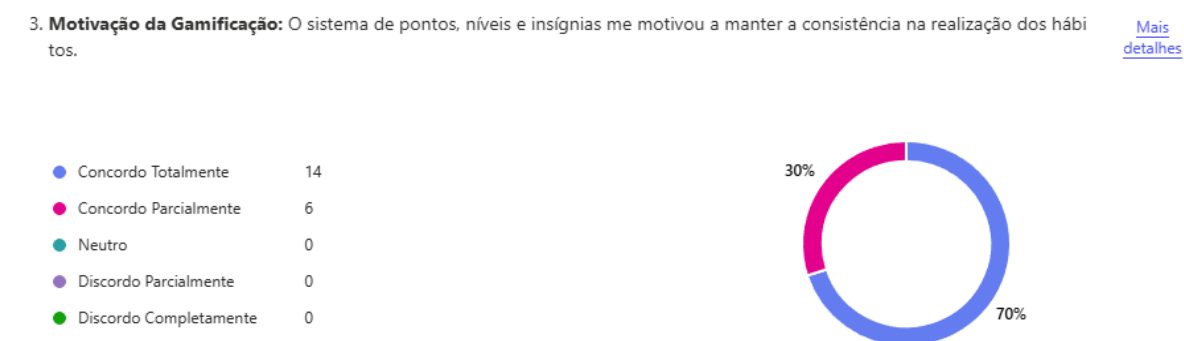 3. Motivação da Gamificação: O sistema de pontos, níveis e insígnias me motivou a manter a consistência na realização dos hábi
tos.
Mais
detalhes
Concordo Totalmente 14
Concordo Parcialmente 6
Neutro 0
Discordo Parcialmente 0
Discordo Completamente 0
30%
70%